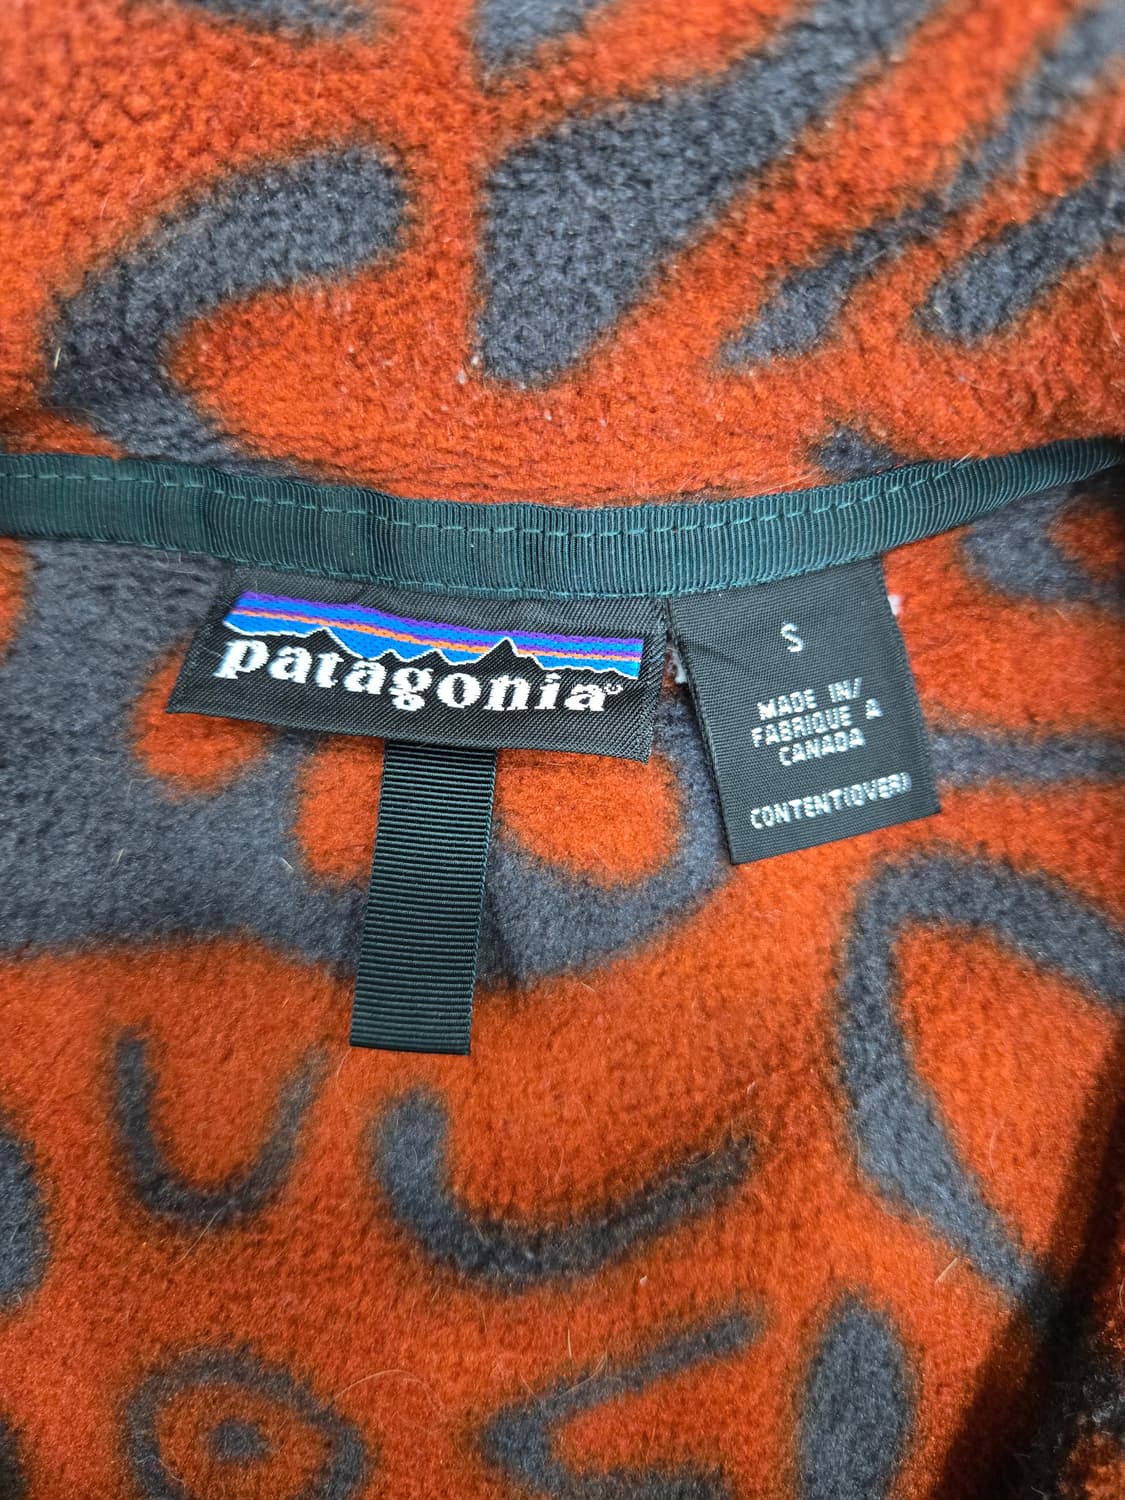 patagonia®
S
MADE IN/
FABRIQUE A
CANADA
CONTENT(OVER)